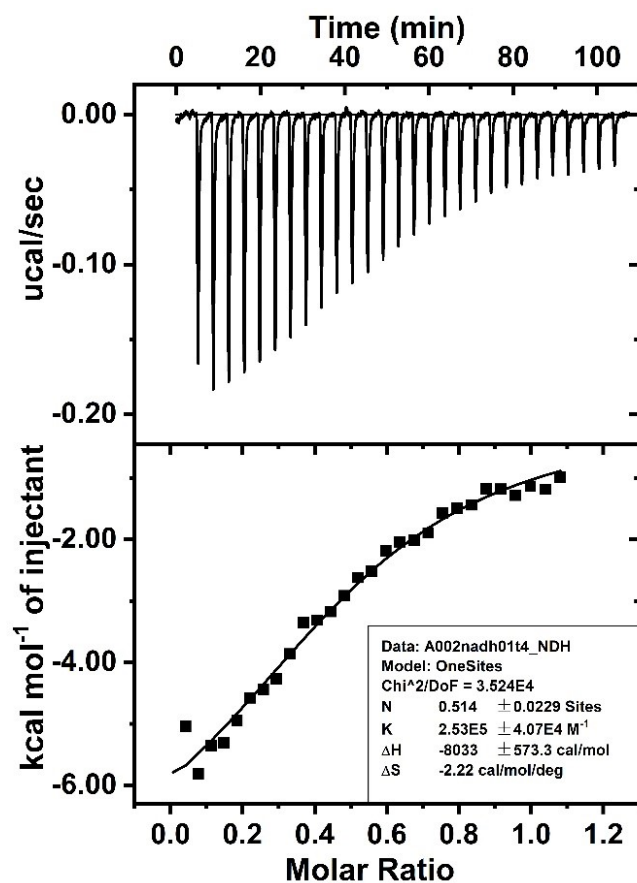 Time (min)
0 20 40 60 80 100
0.00
-0.10
-0.20
ucal/sec
-2.00
-4.00
-6.00
kcal mol⁻¹ of injectant
Data: A002nadh01t4_NDH
Model: OneSites
Chi^2/DoF = 3.524E4
N 0.514 ±0.0229 Sites
K 2.53E5 ±4.07E4 M⁻¹
ΔH -8033 ±573.3 cal/mol
ΔS -2.22 cal/mol/deg
0.0 0.2 0.4 0.6 0.8 1.0 1.2
Molar Ratio